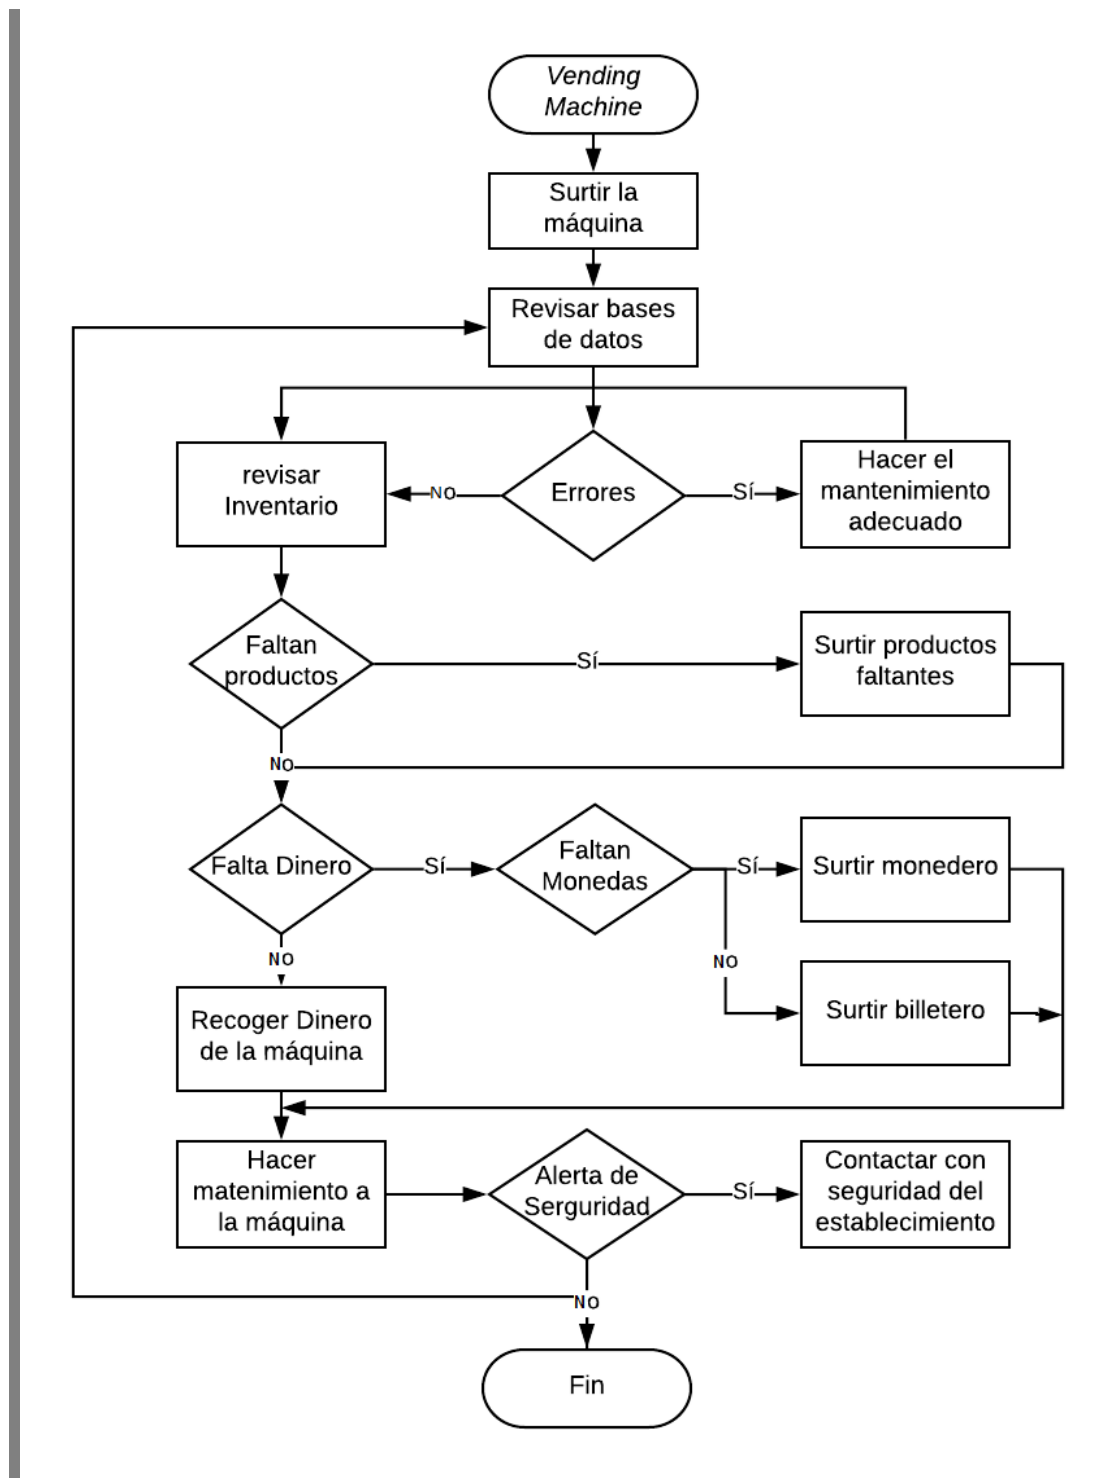 Vending
Machine
Surtir la
máquina
Revisar bases
de datos
revisar
Inventario
NO
Errores
Sí
Hacer el
mantenimiento
adecuado
Faltan
productos
Sí
Surtir productos
faltantes
NO
Falta Dinero
Sí
Faltan
Monedas
Sí
Surtir monedero
NO
NO
Surtir billetero
Recoger Dinero
de la máquina
Hacer
matenimiento a
la máquina
Alerta de
Serguridad
Sí
Contactar con
seguridad del
establecimiento
NO
Fin